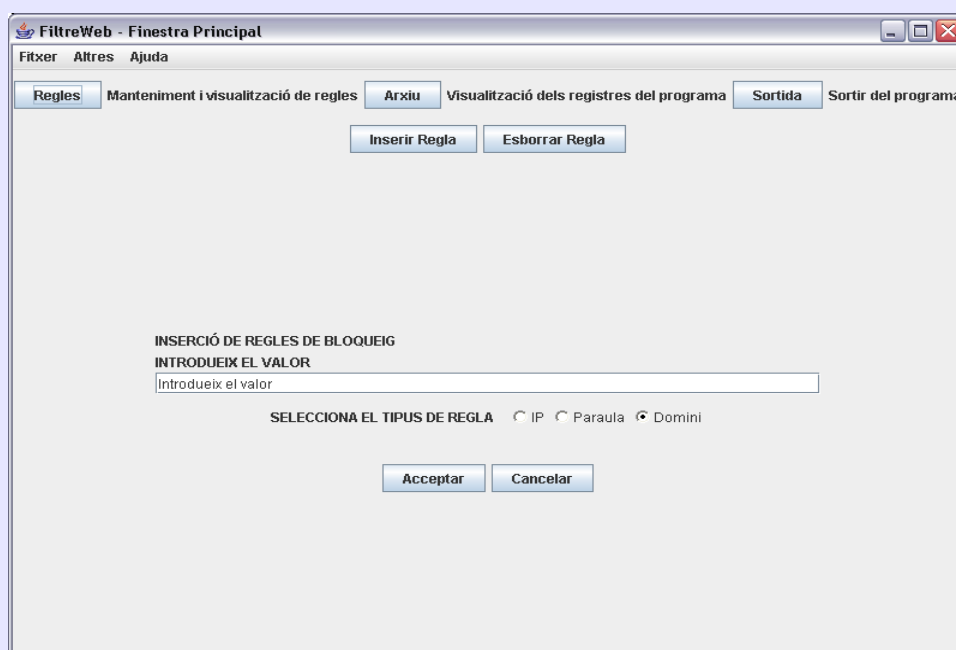 FiltreWeb - Finestra Principal
Fitxer Altres Ajuda
Regles Manteniment i visualització de regles Arxiu Visualització dels registres del programa Sortida Sortir del programa
Inserir Regla Esborrar Regla
INSERCIÓ DE REGLES DE BLOQUEIG
INTRODUEIX EL VALOR
Introdueix el valor
SELECCIONA EL TIPUS DE REGLA IP Paraula Domini
Acceptar Cancelar